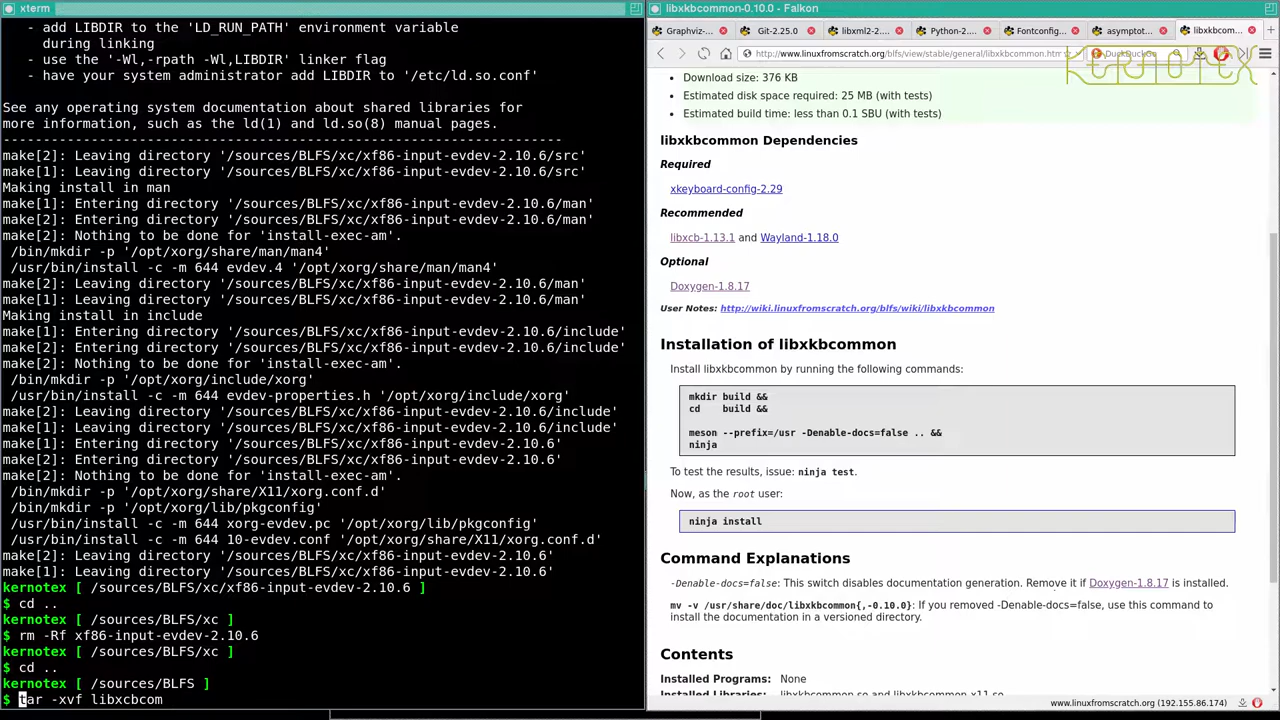 xterm
- add LIBDIR to the 'LD_RUN_PATH' environment variable
during linking
- use the '-Wl,-rpath -Wl,LIBDIR' linker flag
- have your system administrator add LIBDIR to '/etc/ld.so.conf'
See any operating system documentation about shared libraries for
more information, such as the ld(1) and ld.so(8) manual pages.
----------------------------------------------------------------------
make[2]: Leaving directory '/sources/BLFS/xc/xf86-input-evdev-2.10.6/src'
make[1]: Leaving directory '/sources/BLFS/xc/xf86-input-evdev-2.10.6/src'
Making install in man
make[1]: Entering directory '/sources/BLFS/xc/xf86-input-evdev-2.10.6/man'
make[2]: Entering directory '/sources/BLFS/xc/xf86-input-evdev-2.10.6/man'
make[2]: Nothing to be done for 'install-exec-am'.
/bin/mkdir -p '/opt/xorg/share/man/man4'
/usr/bin/install -c -m 644 evdev.4 '/opt/xorg/share/man/man4'
make[2]: Leaving directory '/sources/BLFS/xc/xf86-input-evdev-2.10.6/man'
make[1]: Leaving directory '/sources/BLFS/xc/xf86-input-evdev-2.10.6/man'
Making install in include
make[1]: Entering directory '/sources/BLFS/xc/xf86-input-evdev-2.10.6/include'
make[2]: Entering directory '/sources/BLFS/xc/xf86-input-evdev-2.10.6/include'
make[2]: Nothing to be done for 'install-exec-am'.
/bin/mkdir -p '/opt/xorg/include/xorg'
/usr/bin/install -c -m 644 evdev-properties.h '/opt/xorg/include/xorg'
make[2]: Leaving directory '/sources/BLFS/xc/xf86-input-evdev-2.10.6/include'
make[1]: Leaving directory '/sources/BLFS/xc/xf86-input-evdev-2.10.6/include'
make[1]: Entering directory '/sources/BLFS/xc/xf86-input-evdev-2.10.6'
make[2]: Entering directory '/sources/BLFS/xc/xf86-input-evdev-2.10.6'
make[2]: Nothing to be done for 'install-exec-am'.
/bin/mkdir -p '/opt/xorg/share/X11/xorg.conf.d'
/bin/mkdir -p '/opt/xorg/lib/pkgconfig'
/usr/bin/install -c -m 644 xorg-evdev.pc '/opt/xorg/lib/pkgconfig'
/usr/bin/install -c -m 644 10-evdev.conf '/opt/xorg/share/X11/xorg.conf.d'
make[2]: Leaving directory '/sources/BLFS/xc/xf86-input-evdev-2.10.6'
make[1]: Leaving directory '/sources/BLFS/xc/xf86-input-evdev-2.10.6'
kernotex [ /sources/BLFS/xc/xf86-input-evdev-2.10.6 ]
$ cd ..
kernotex [ /sources/BLFS/xc ]
$ rm -Rf xf86-input-evdev-2.10.6
kernotex [ /sources/BLFS/xc ]
$ cd ..
kernotex [ /sources/BLFS ]
$ tar -xvf libxcbcom
libxkbcommon-0.10.0 - Falkon
Graphviz-... Git-2.25.0 libxml2-2.... Python-2.... Fontconfig... asymptot... libxkbcom...
http://www.linuxfromscratch.org/blfs/view/stable/general/libxkbcommon.htm DuckDuckGo
KERNOTEX
Download size: 376 KB
Estimated disk space required: 25 MB (with tests)
Estimated build time: less than 0.1 SBU (with tests)
libxkbcommon Dependencies
Required
xkeyboard-config-2.29
Recommended
libxcb-1.13.1 and Wayland-1.18.0
Optional
Doxygen-1.8.17
User Notes: http://wiki.linuxfromscratch.org/blfs/wiki/libxkbcommon
Installation of libxkbcommon
Install libxkbcommon by running the following commands:
mkdir build &&
cd build &&
meson --prefix=/usr -Denable-docs=false .. &&
ninja
To test the results, issue: ninja test.
Now, as the root user:
ninja install
Command Explanations
-Denable-docs=false: This switch disables documentation generation. Remove it if Doxygen-1.8.17 is installed.
mv -v /usr/share/doc/libxkbcommon{,-0.10.0}: If you removed -Denable-docs=false, use this command to
install the documentation in a versioned directory.
Contents
Installed Programs: None
Installed Libraries: libxkbcommon.so and libxkbcommon-x11.so
www.linuxfromscratch.org (192.155.86.174)